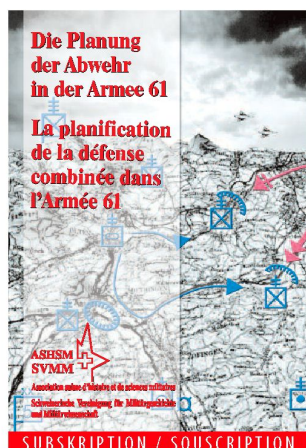 Die Planung
der Abwehr
in der Armee 61
La planification
de la défense
combinée dans
l'Armée 61
ASHSM
SVMM
Association suisse d'histoire et de sciences militaires
Schweizerische Vereinigung für Militärgeschichte
und Militärwissenschaft
SUBSKRIPTION / SOUSCRIPTION